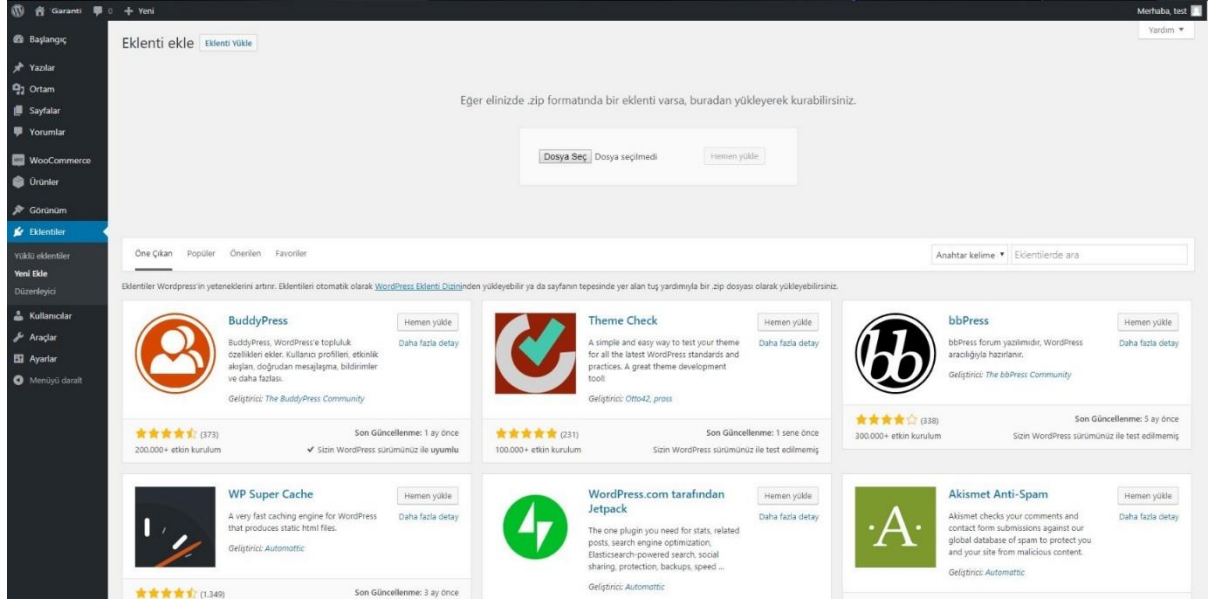 Garanti 0 + Yeni
Merhaba, test
Yardım ▼
Başlangıç
Yazılar
Ortam
Sayfalar
Yorumlar
WooCommerce
Ürünler
Görünüm
Eklentiler
Yüklü eklentiler
Yeni Ekle
Düzenleyici
Kullanıcılar
Araçlar
Ayarlar
Menüyü daralt
Eklenti ekle Eklenti Yükle
Eğer elinizde .zip formatında bir eklenti varsa, buradan yükleyerek kurabilirsiniz.
Dosya Seç Dosya seçilmedi Hemen yükle
Öne Çıkan Popüler Önerilen Favoriler
Anahtar kelime ▼ Eklentilerde ara
Eklentiler Wordpress'in yeteneklerini artırır. Eklentileri otomatik olarak WordPress Eklenti Dizininden yükleyebilir ya da sayfanın tepesinde yer alan tuş yardımıyla bir .zip dosyası olarak yükleyebilirsiniz.
BuddyPress
Hemen yükle
Daha fazla detay
BuddyPress, WordPress'e topluluk
özellikleri ekler. Kullanıcı profilleri, etkinlik
akışları, doğrudan mesajlaşma, bildirimler
ve daha fazlası.
Geliştirici: The BuddyPress Community
(373)
Son Güncellenme: 1 ay önce
200.000+ etkin kurulum
✔ Sizin WordPress sürümünüz ile uyumlu
Theme Check
Hemen yükle
Daha fazla detay
A simple and easy way to test your theme
for all the latest WordPress standards and
practices. A great theme development
tool!
Geliştirici: Otto42, pross
(231)
Son Güncellenme: 1 sene önce
100.000+ etkin kurulum
Sizin WordPress sürümünüz ile test edilmemiş
bbPress
Hemen yükle
Daha fazla detay
bb
bbPress forum yazılımıdır, WordPress
aracılığıyla hazırlanır.
Geliştirici: The bbPress Community
(338)
Son Güncellenme: 5 ay önce
300.000+ etkin kurulum
Sizin WordPress sürümünüz ile test edilmemiş
WP Super Cache
Hemen yükle
Daha fazla detay
A very fast caching engine for WordPress
that produces static html files.
Geliştirici: Automattic
(1.349)
Son Güncellenme: 3 ay önce
WordPress.com tarafından
Jetpack
Hemen yükle
Daha fazla detay
The one plugin you need for stats, related
posts, search engine optimization,
Elasticsearch-powered search, social
sharing, protection, backups, speed ...
Geliştirici: Automattic
Akismet Anti-Spam
Hemen yükle
Daha fazla detay
·A·
Akismet checks your comments and
contact form submissions against our
global database of spam to protect you
and your site from malicious content.
Geliştirici: Automattic